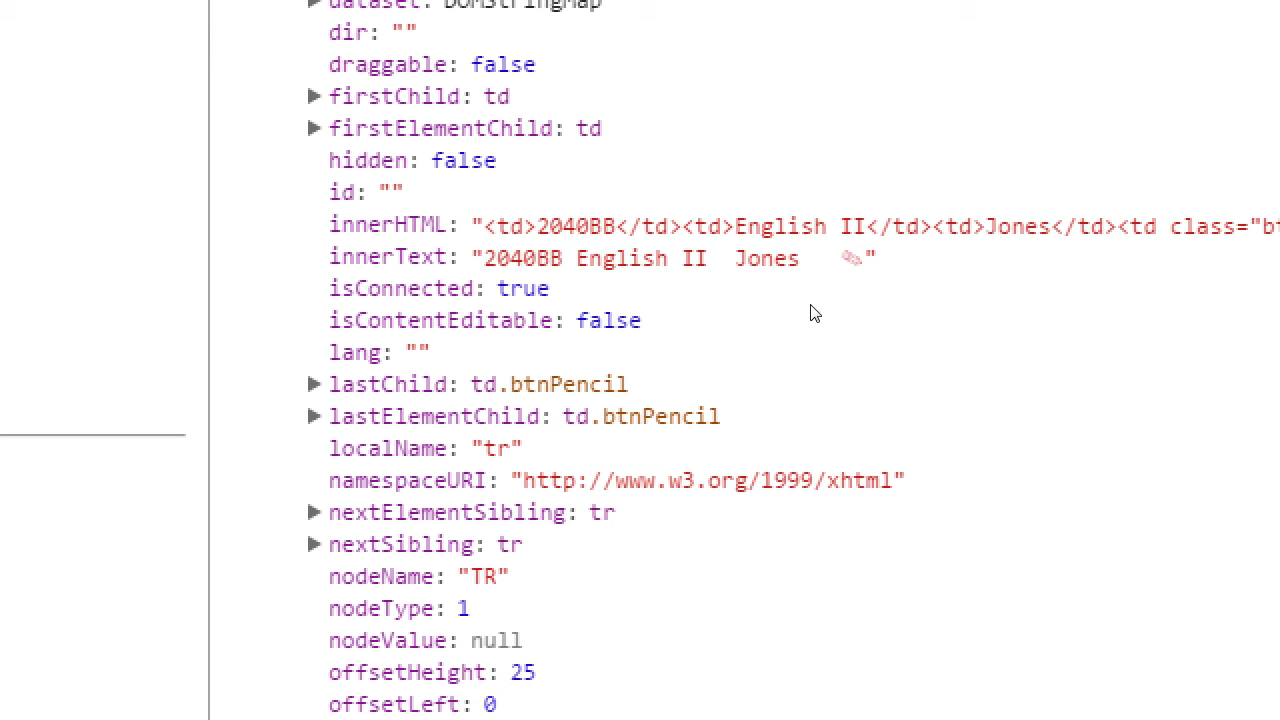 dataset: DOMStringMap
dir: ""
draggable: false
firstChild: td
firstElementChild: td
hidden: false
id: ""
innerHTML: "<td>2040BB</td><td>English II</td><td>Jones</td><td class="bt
innerText: "2040BB English II  Jones   ✎"
isConnected: true
isContentEditable: false
lang: ""
lastChild: td.btnPencil
lastElementChild: td.btnPencil
localName: "tr"
namespaceURI: "http://www.w3.org/1999/xhtml"
nextElementSibling: tr
nextSibling: tr
nodeName: "TR"
nodeType: 1
nodeValue: null
offsetHeight: 25
offsetLeft: 0